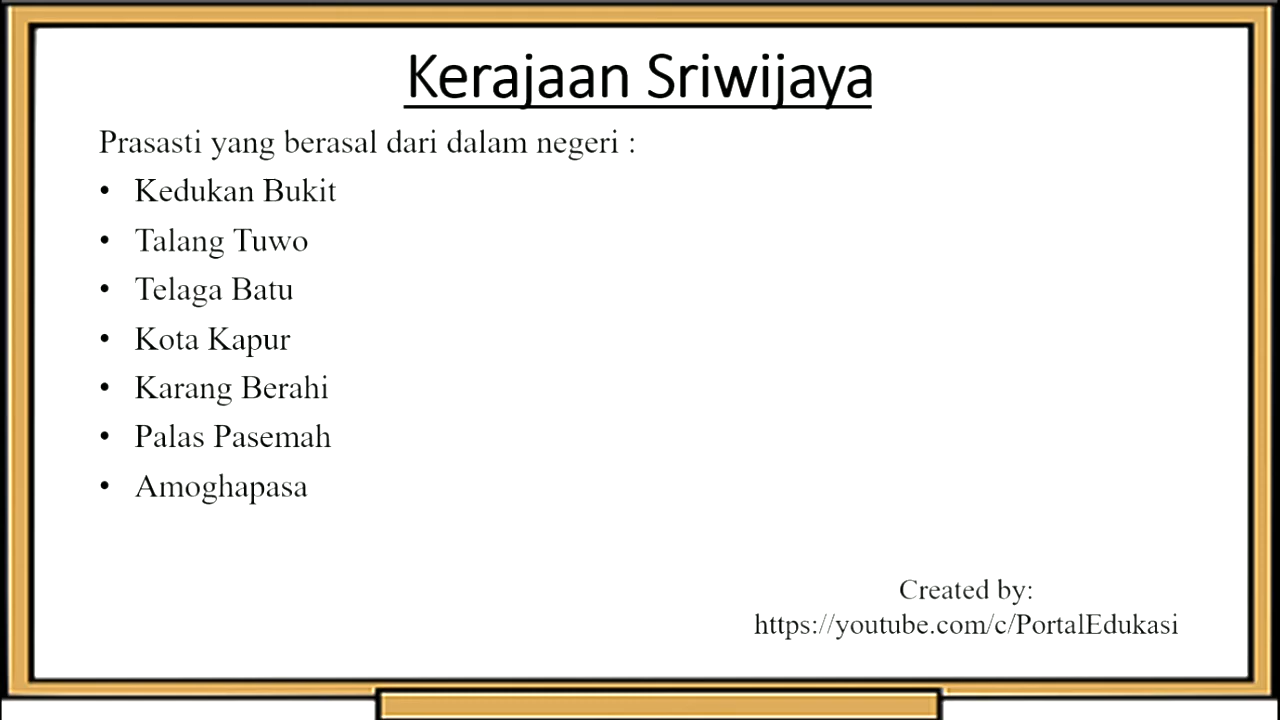 Kerajaan Sriwijaya
Prasasti yang berasal dari dalam negeri :
• Kedukan Bukit
• Talang Tuwo
• Telaga Batu
• Kota Kapur
• Karang Berahi
• Palas Pasemah
• Amoghapasa
Created by:
https://youtube.com/c/PortalEdukasi